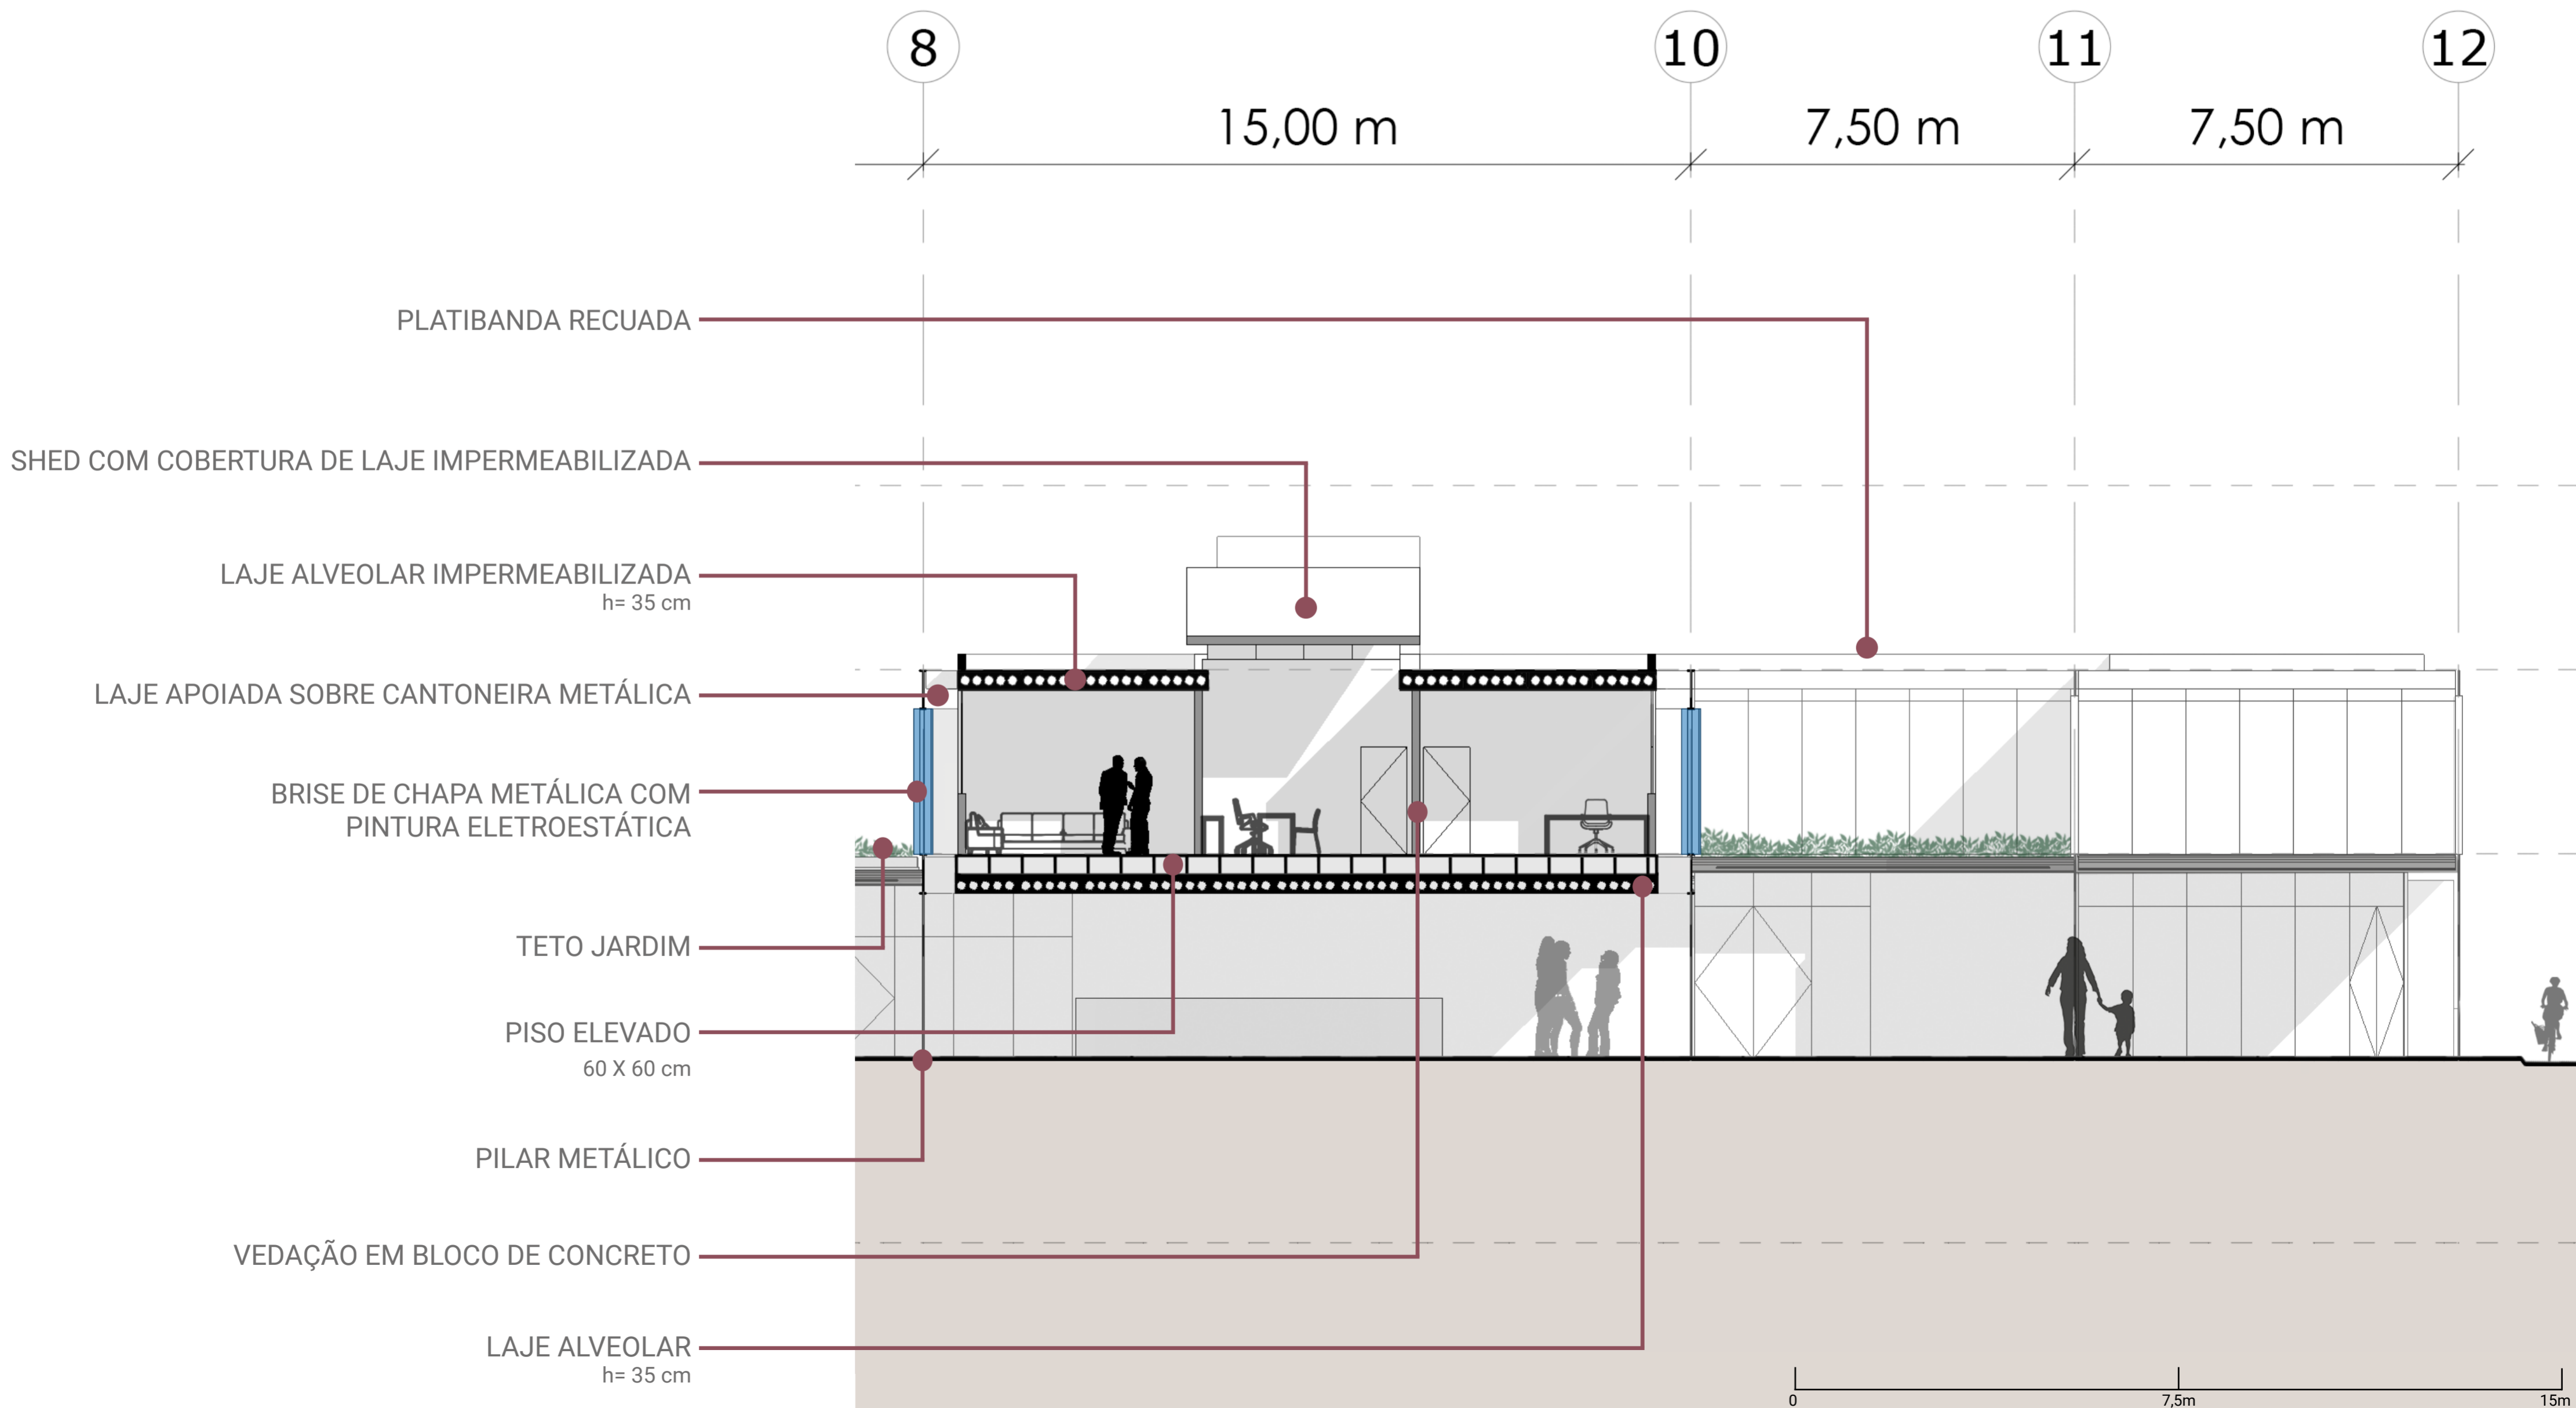 8
10
11
12
15,00 m
7,50 m
7,50 m
PLATIBANDA RECUADA
SHED COM COBERTURA DE LAJE IMPERMEABILIZADA
LAJE ALVEOLAR IMPERMEABILIZADA
h= 35 cm
LAJE APOIADA SOBRE CANTONEIRA METÁLICA
BRISE DE CHAPA METÁLICA COM
PINTURA ELETROESTÁTICA
TETO JARDIM
PISO ELEVADO
60 X 60 cm
PILAR METÁLICO
VEDAÇÃO EM BLOCO DE CONCRETO
LAJE ALVEOLAR
h= 35 cm
0
7,5m
15m